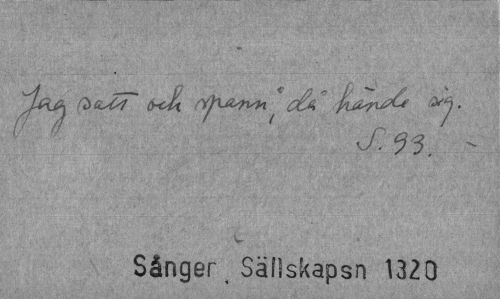 Jag satt och spann, då hände sig.
S. 93. -
Sånger, Sällskapsn 1320